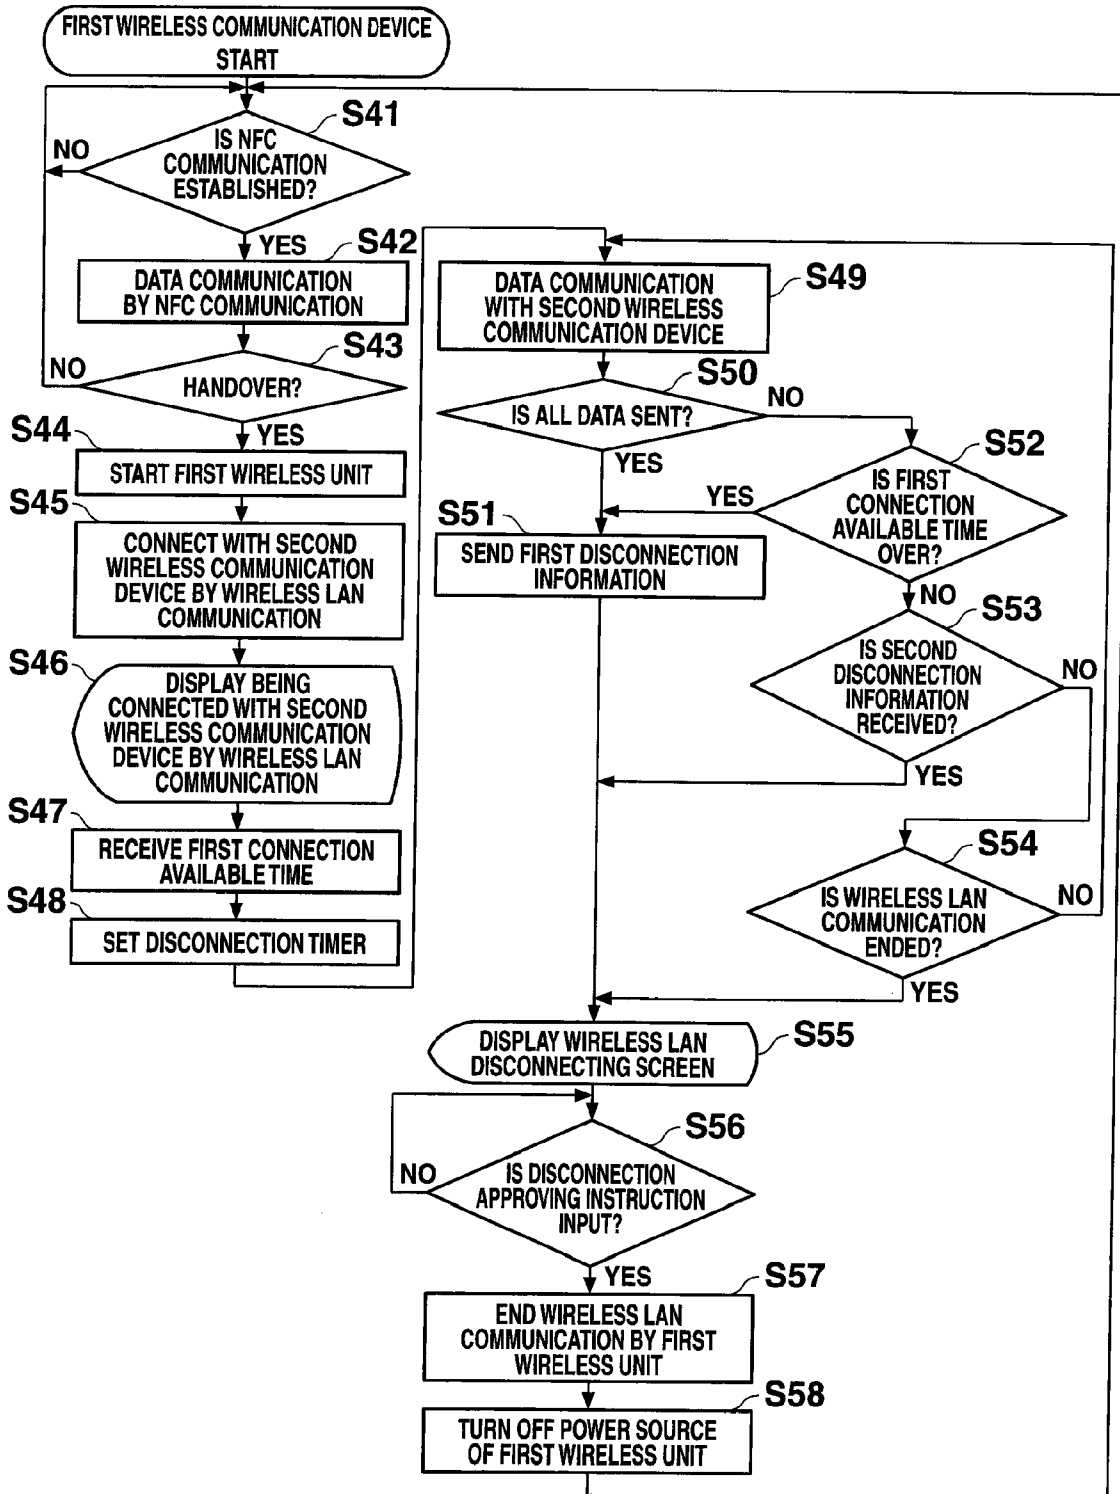 FIRST WIRELESS COMMUNICATION DEVICE
START
S41
IS NFC
COMMUNICATION
ESTABLISHED?
NO
YES
S42
DATA COMMUNICATION
BY NFC COMMUNICATION
S43
HANDOVER?
NO
YES
S44
START FIRST WIRELESS UNIT
S45
CONNECT WITH SECOND
WIRELESS COMMUNICATION
DEVICE BY WIRELESS LAN
COMMUNICATION
S46
DISPLAY BEING
CONNECTED WITH SECOND
WIRELESS COMMUNICATION
DEVICE BY WIRELESS LAN
COMMUNICATION
S47
RECEIVE FIRST CONNECTION
AVAILABLE TIME
S48
SET DISCONNECTION TIMER
S49
DATA COMMUNICATION
WITH SECOND WIRELESS
COMMUNICATION DEVICE
S50
IS ALL DATA SENT?
NO
YES
S51
SEND FIRST DISCONNECTION
INFORMATION
S52
IS FIRST
CONNECTION
AVAILABLE TIME
OVER?
YES
NO
S53
IS SECOND
DISCONNECTION
INFORMATION
RECEIVED?
NO
YES
S54
IS WIRELESS LAN
COMMUNICATION
ENDED?
NO
YES
S55
DISPLAY WIRELESS LAN
DISCONNECTING SCREEN
S56
IS DISCONNECTION
APPROVING INSTRUCTION
INPUT?
NO
YES
S57
END WIRELESS LAN
COMMUNICATION BY FIRST
WIRELESS UNIT
S58
TURN OFF POWER SOURCE
OF FIRST WIRELESS UNIT